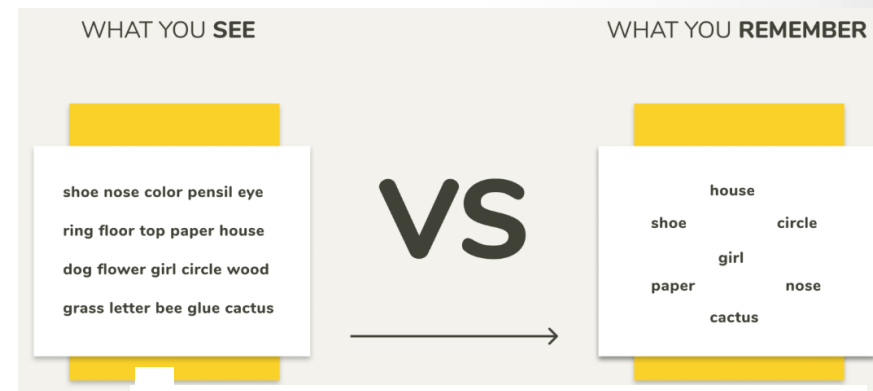 WHAT YOU SEE
WHAT YOU REMEMBER
shoe nose color pensil eye
ring floor top paper house
dog flower girl circle wood
grass letter bee glue cactus
VS
house
shoe circle
girl
paper nose
cactus